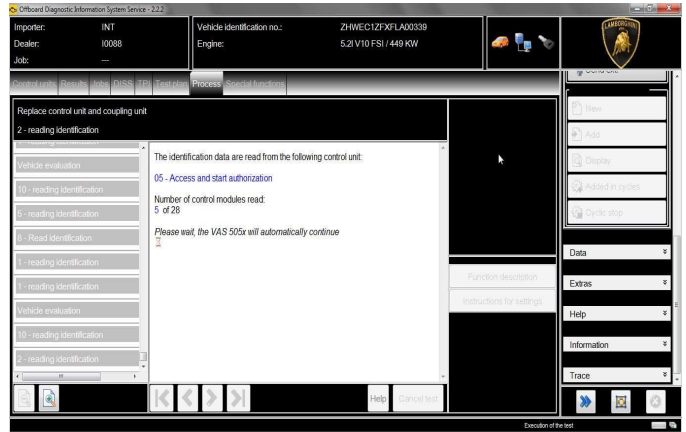 Offboard Diagnostic Information System Service - 2.2.2
Importer: INT
Dealer: I0088
Job: ---
Vehicle identification no.: ZHWEC1ZFXFLA00339
Engine: 5.2l V10 FSI / 449 KW
LAMBORGHINI
Control units Results Jobs DISS TPI Test plan Process Special functions
Replace control unit and coupling unit
2 - reading identification
Vehicle evaluation
10 - reading identification
5 - reading identification
8 - Read identification
1 - reading identification
1 - reading identification
Vehicle evaluation
10 - reading identification
2 - reading identification
The identification data are read from the following control unit:
05 - Access and start authorization
Number of control modules read:
5 of 28
Please wait, the VAS 505x will automatically continue
Function description
Instructions for settings
Help
Cancel test
New
Add
Display
Added in cycles
Cyclic stop
Data
Extras
Help
Information
Trace
Execution of the test